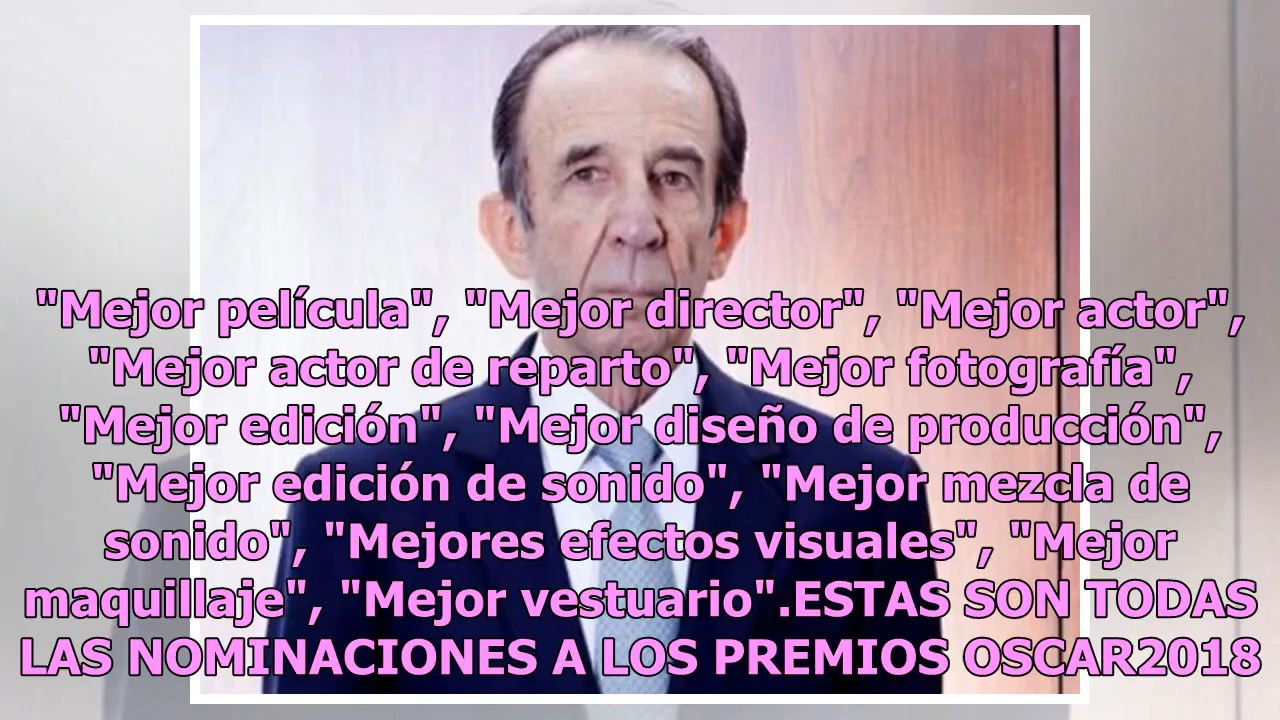 "Mejor película", "Mejor director", "Mejor actor",
"Mejor actor de reparto", "Mejor fotografía",
"Mejor edición", "Mejor diseño de producción",
"Mejor edición de sonido", "Mejor mezcla de
sonido", "Mejores efectos visuales", "Mejor
maquillaje", "Mejor vestuario".ESTAS SON TODAS
LAS NOMINACIONES A LOS PREMIOS OSCAR2018